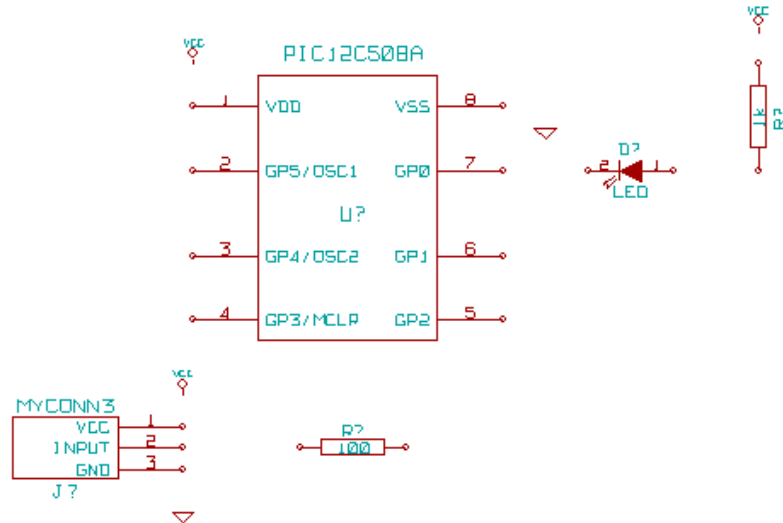 VCC
VCC
PIC12C508A
1 VDD VSS 8
1k R?
2 GP5/OSC1 GP0 7
D?
2 1
LED
U?
3 GP4/OSC2 GP1 6
4 GP3/MCLR GP2 5
VCC
MYCONN3
VCC 1
INPUT 2
GND 3
J?
R?
100